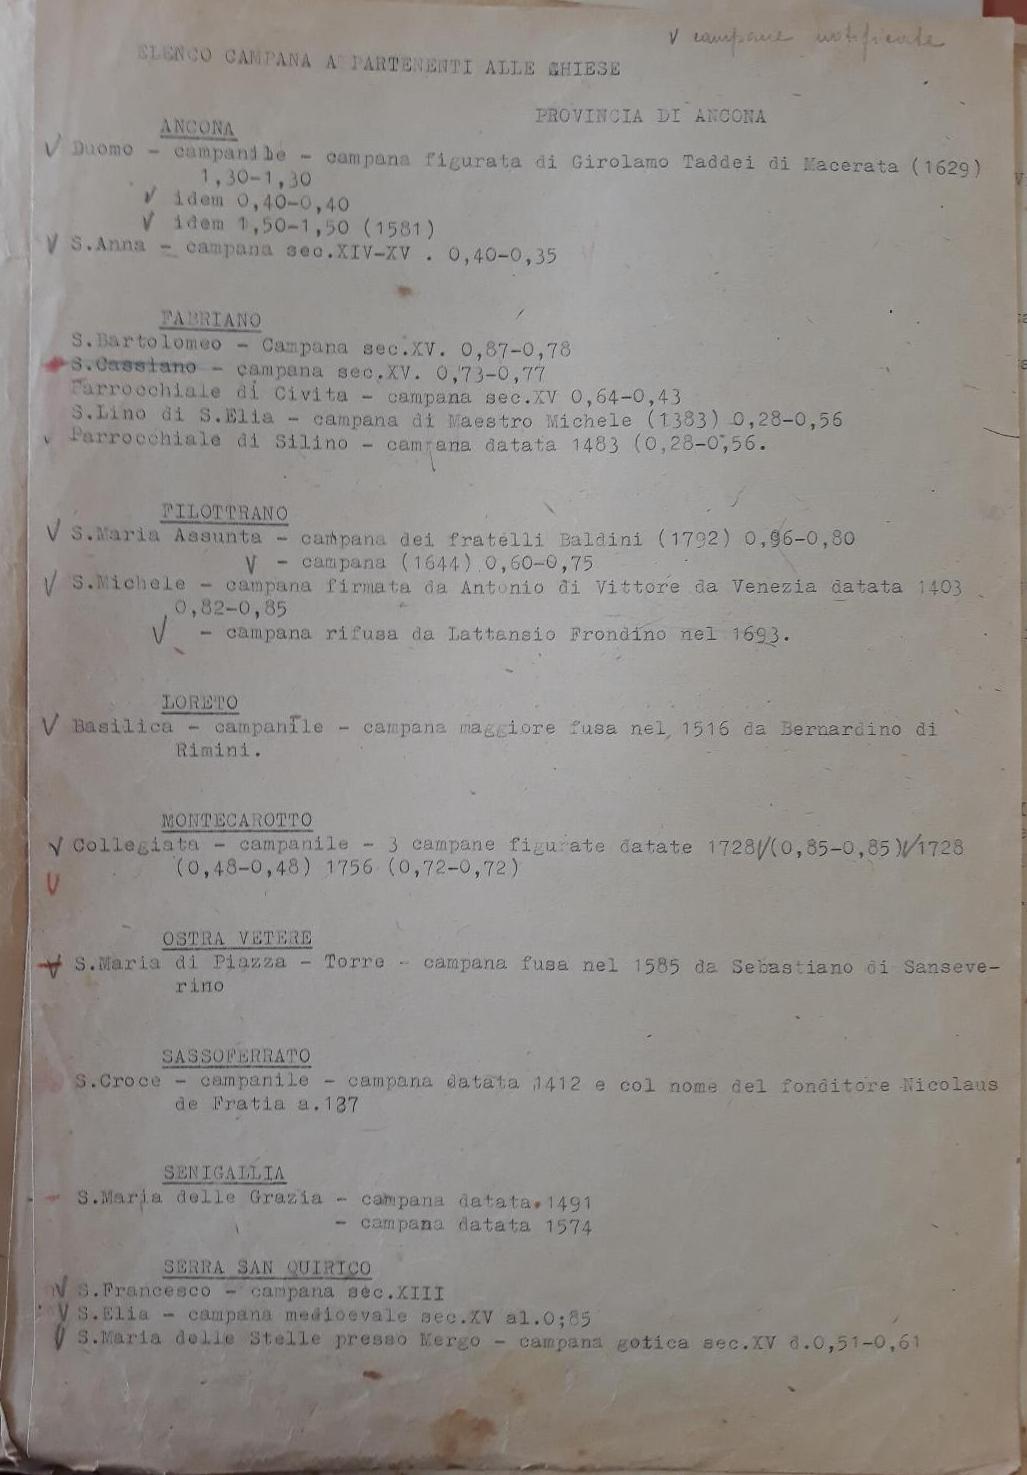 V campane notificate
ELENCO CAMPANA A PARTENENTI ALLE CHIESE
PROVINCIA DI ANCONA
ANCONA
V Duomo - campanile - campana figurata di Girolamo Taddei di Macerata (1629)
1,30-1,30
V idem 0,40-0,40
V idem 1,50-1,50 (1581)
V S.Anna - campana sec.XIV-XV . 0,40-0,35
FABRIANO
S.Bartolomeo - Campana sec.XV. 0,87-0,78
S.Cassiano - campana sec.XV. 0,73-0,77
Parrocchiale di Civita - campana sec.XV 0,64-0,43
S.Lino di S.Elia - campana di Maestro Michele (1383) 0,28-0,56
V Parrocchiale di Silino - campana datata 1483 (0,28-0,56.
FILOTTRANO
V S.Maria Assunta - campana dei fratelli Baldini (1792) 0,96-0,80
V - campana (1644) 0,60-0,75
V S.Michele - campana firmata da Antonio di Vittore da Venezia datata 1403
0,82-0,85
V - campana rifusa da Lattansio Frondino nel 1693.
LORETO
V Basilica - campanile - campana maggiore fusa nel 1516 da Bernardino di
Rimini.
MONTECAROTTO
V Collegiata - campanile - 3 campane figurate datate 1728 V(0,85-0,85) V 1728
V (0,48-0,48) 1756 (0,72-0,72)
OSTRA VETERE
V S.Maria di Piazza - Torre - campana fusa nel 1585 da Sebastiano di Sanseve-
rino
SASSOFERRATO
S.Croce - campanile - campana datata 1412 e col nome del fonditore Nicolaus
de Fratia a.137
SENIGALLIA
- S.Maria delle Grazia - campana datata 1491
- campana datata 1574
SERRA SAN QUIRICO
V S.Francesco - campana sec.XIII
V S.Elia - campana medioevale sec.XV al.0;85
V S.Maria delle Stelle presso Mergo - campana gotica sec.XV d.0,51-0,61